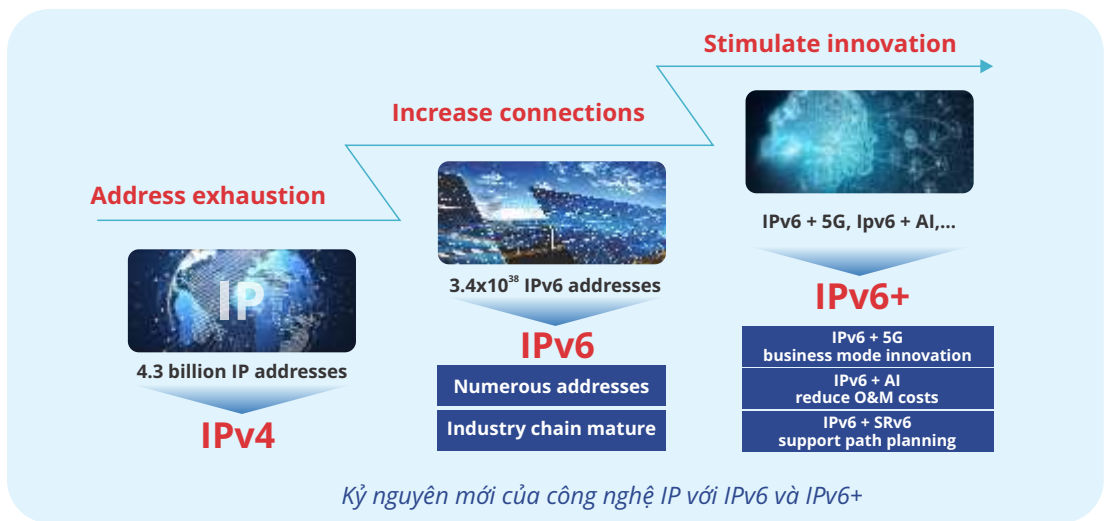 Stimulate innovation
Increase connections
Address exhaustion
IP
4.3 billion IP addresses
IPv4
3.4x10³⁸ IPv6 addresses
IPv6
Numerous addresses
Industry chain mature
IPv6 + 5G, Ipv6 + AI,...
IPv6+
IPv6 + 5G
business mode innovation
IPv6 + AI
reduce O&M costs
IPv6 + SRv6
support path planning
Kỷ nguyên mới của công nghệ IP với IPv6 và IPv6+